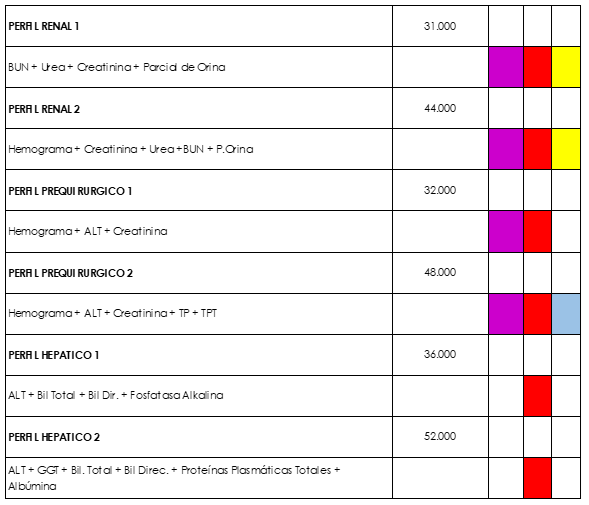 PERFIL RENAL 1 31.000
BUN + Urea + Creatinina + Parcial de Orina
PERFIL RENAL 2 44.000
Hemograma + Creatinina + Urea +BUN + P.Orina
PERFIL PREQUIRURGICO 1 32.000
Hemograma + ALT + Creatinina
PERFIL PREQUIRURGICO 2 48.000
Hemograma + ALT + Creatinina + TP + TPT
PERFIL HEPATICO 1 36.000
ALT + Bil Total + Bil Dir. + Fosfatasa Alkalina
PERFIL HEPATICO 2 52.000
ALT + GGT + Bil. Total + Bil Direc. + Proteínas Plasmáticas Totales +
Albúmina